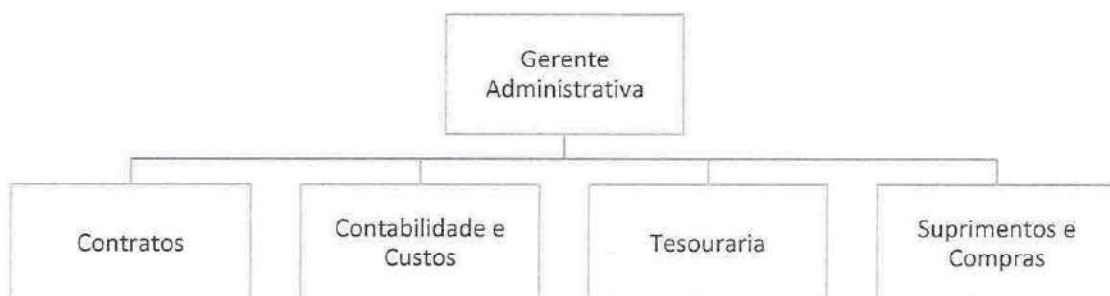 Gerente
Administrativa
Contratos
Contabilidade e
Custos
Tesouraria
Suprimentos e
Compras